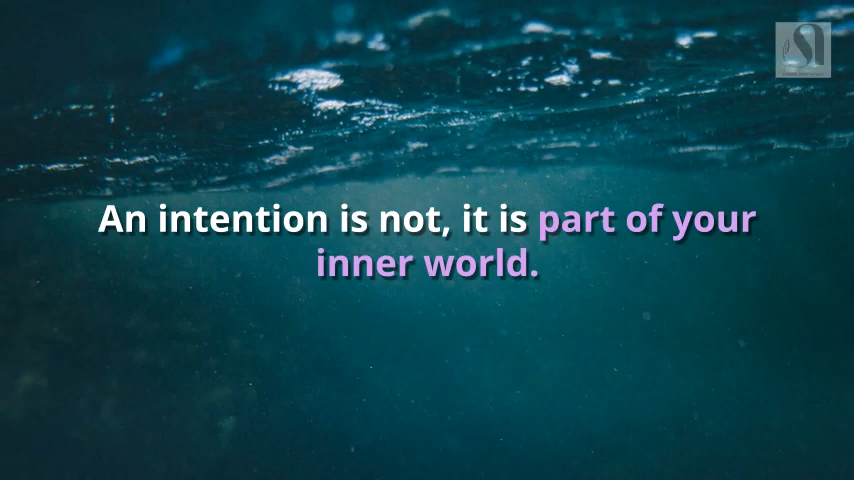 An intention is not, it is part of your
inner world.